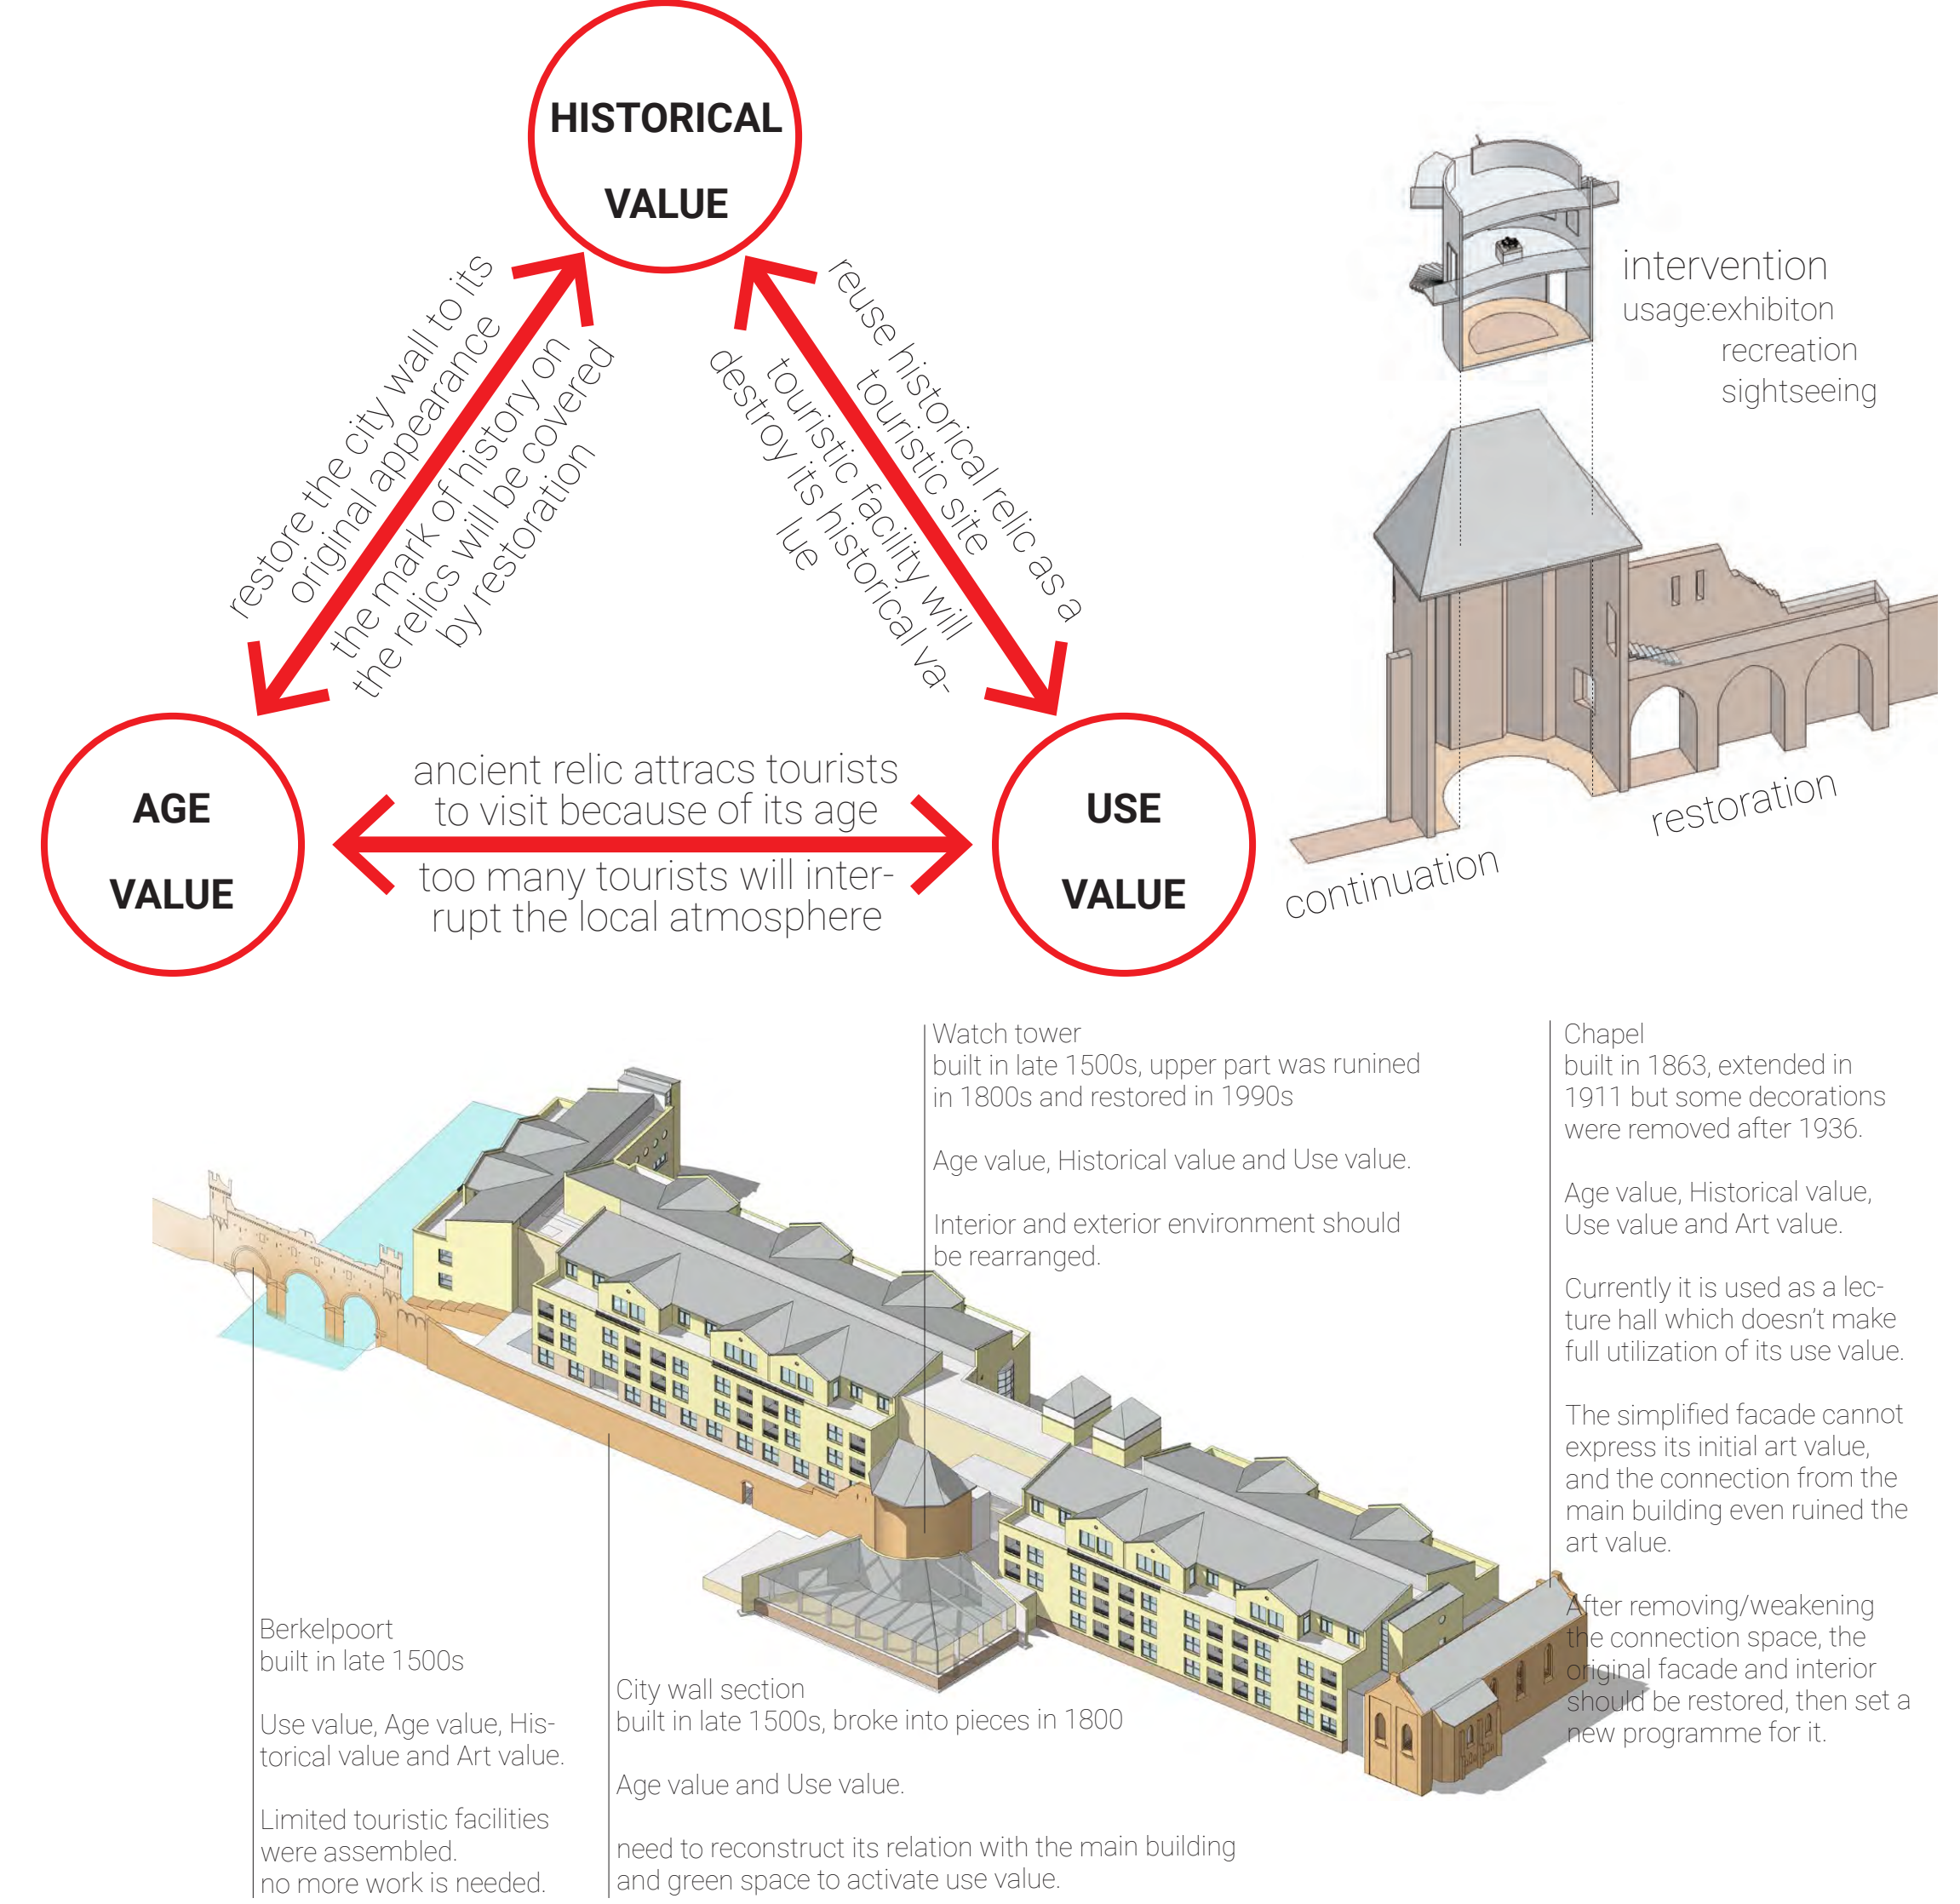 HISTORICAL
VALUE
restore the city wall to its
original appearance
the mark of history on
the relics will be covered
by restoration
reuse historical relic as a
touristic site
touristic facility will
destroy its historical va-
lue
AGE
VALUE
ancient relic attracs tourists
to visit because of its age
too many tourists will inter-
rupt the local atmosphere
USE
VALUE
intervention
usage:exhibiton
recreation
sightseeing
restoration
continuation
Watch tower
built in late 1500s, upper part was runined
in 1800s and restored in 1990s
Age value, Historical value and Use value.
Interior and exterior environment should
be rearranged.
Chapel
built in 1863, extended in
1911 but some decorations
were removed after 1936.
Age value, Historical value,
Use value and Art value.
Currently it is used as a lec-
ture hall which doesn't make
full utilization of its use value.
The simplified facade cannot
express its initial art value,
and the connection from the
main building even ruined the
art value.
After removing/weakening
the connection space, the
original facade and interior
should be restored, then set a
new programme for it.
Berkelpoort
built in late 1500s
Use value, Age value, His-
torical value and Art value.
Limited touristic facilities
were assembled.
no more work is needed.
City wall section
built in late 1500s, broke into pieces in 1800
Age value and Use value.
need to reconstruct its relation with the main building
and green space to activate use value.